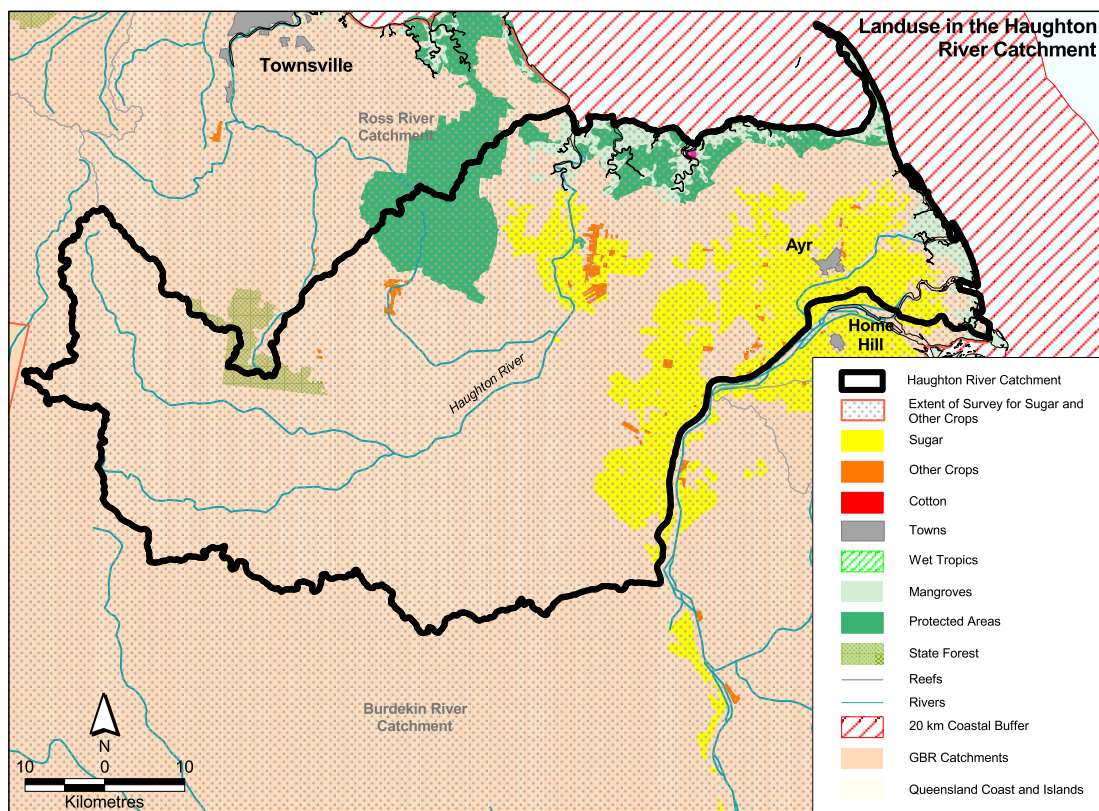 Landuse in the Haughton
River Catchment
Townsville
Ross River
Catchment
Ayr
Home
Hill
Haughton River
Haughton River Catchment
Extent of Survey for Sugar and
Other Crops
Sugar
Other Crops
Cotton
Towns
Wet Tropics
Mangroves
Protected Areas
State Forest
Reefs
Rivers
20 km Coastal Buffer
GBR Catchments
Queensland Coast and Islands
Burdekin River
Catchment
N
10 0 10
Kilometres